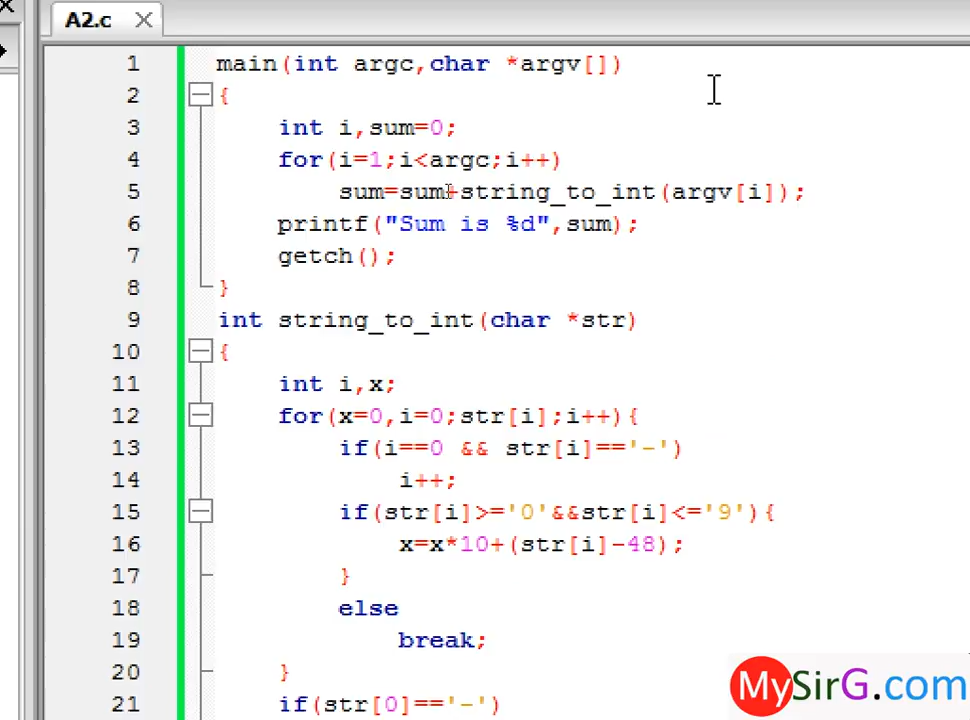 A2.c
1 main(int argc,char *argv[])
2 {
3 int i,sum=0;
4 for(i=1;i<argc;i++)
5 sum=sum+string_to_int(argv[i]);
6 printf("Sum is %d",sum);
7 getch();
8 }
9 int string_to_int(char *str)
10 {
11 int i,x;
12 for(x=0,i=0;str[i];i++){
13 if(i==0 && str[i]=='-')
14 i++;
15 if(str[i]>='0'&&str[i]<='9'){
16 x=x*10+(str[i]-48);
17 }
18 else
19 break;
20 }
21 if(str[0]=='-')
MySirG.com